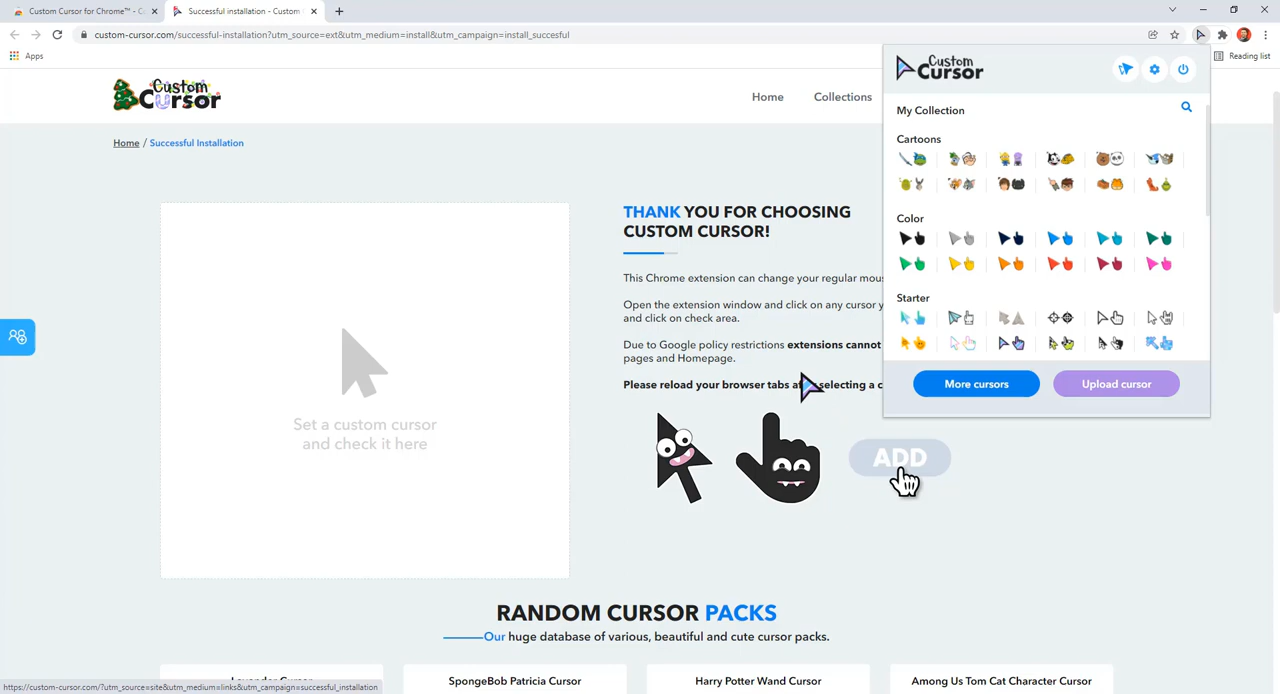 Custom Cursor for Chrome™ - C
Successful installation - Custom
custom-cursor.com/successful-installation?utm_source=ext&utm_medium=install&utm_campaign=install_succesful
Apps
Reading list
Custom
Cursor
Home
Collections
Home / Successful Installation
THANK YOU FOR CHOOSING
CUSTOM CURSOR!
This Chrome extension can change your regular mou
Open the extension window and click on any cursor y
and click on check area.
Due to Google policy restrictions extensions cannot
pages and Homepage.
Please reload your browser tabs selecting a c
ADD
Set a custom cursor
and check it here
Custom
Cursor
My Collection
Cartoons
Color
Starter
More cursors
Upload cursor
RANDOM CURSOR PACKS
Our huge database of various, beautiful and cute cursor packs.
Lavender Cursor
SpongeBob Patricia Cursor
Harry Potter Wand Cursor
Among Us Tom Cat Character Cursor
https://custom-cursor.com/?utm_source=site&utm_medium=links&utm_campaign=successful_installation